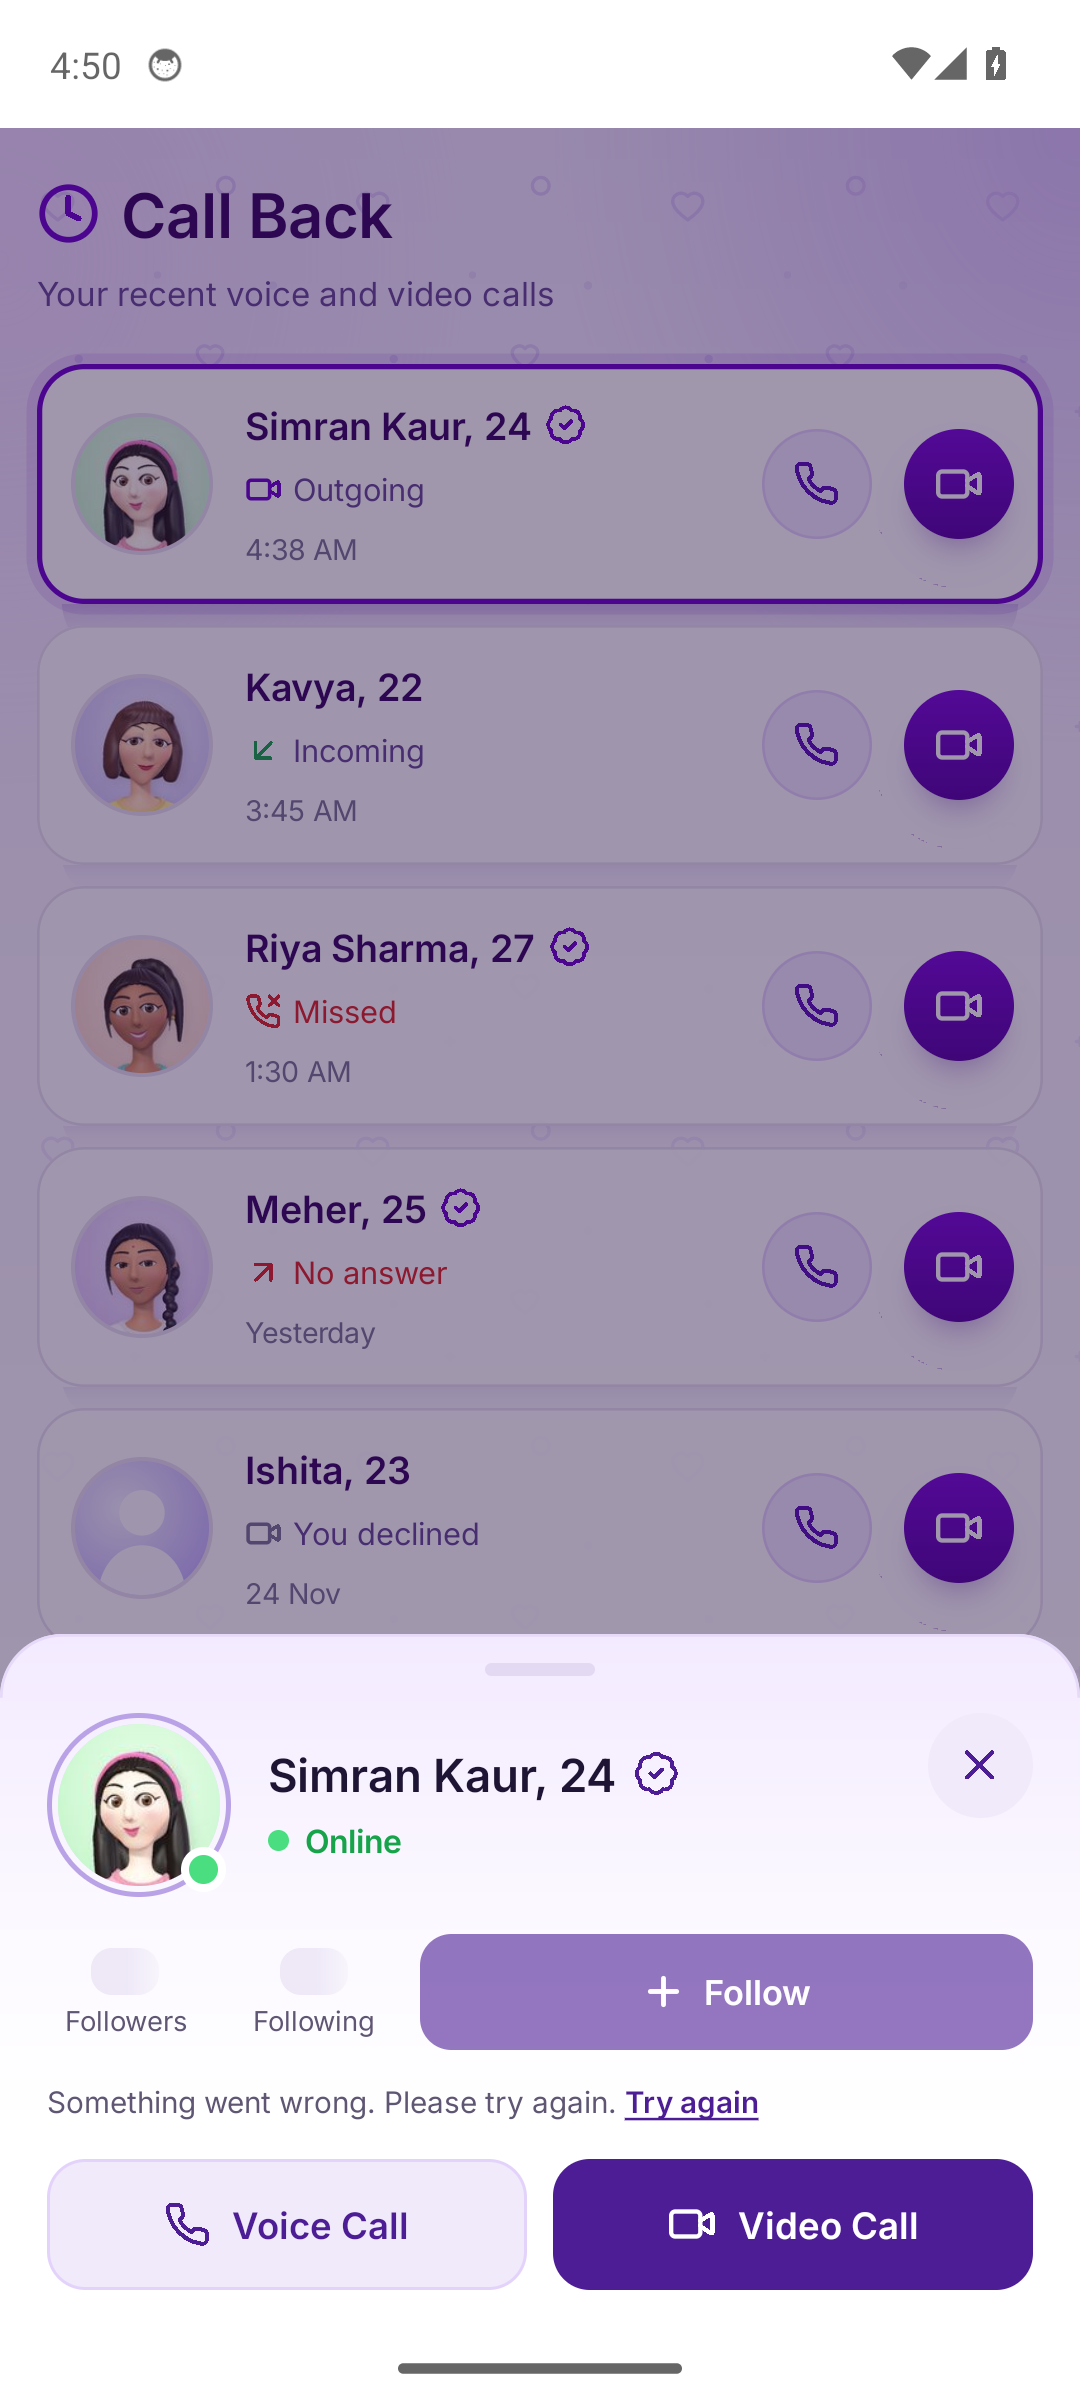 4:50
Call Back
Your recent voice and video calls
Simran Kaur, 24
Outgoing
4:38 AM
Kavya, 22
Incoming
3:45 AM
Riya Sharma, 27
Missed
1:30 AM
Meher, 25
No answer
Yesterday
Ishita, 23
You declined
24 Nov
Simran Kaur, 24
Online
Followers
Following
Follow
Something went wrong. Please try again. Try again
Voice Call
Video Call